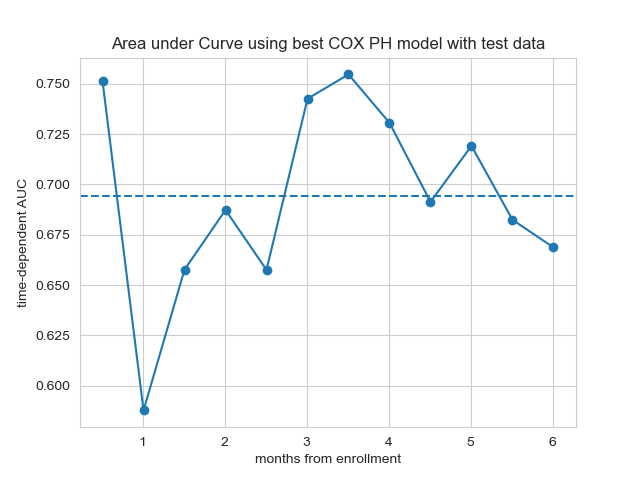 Area under Curve using best COX PH model with test data
time-dependent AUC
0.750
0.725
0.700
0.675
0.650
0.625
0.600
1 2 3 4 5 6
months from enrollment